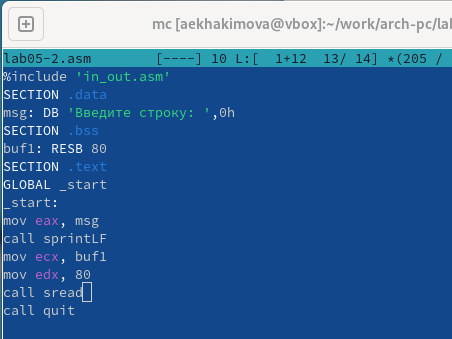 mc [aekhakimova@vbox]:~/work/arch-pc/lab
lab05-2.asm [----] 10 L:[ 1+12 13/ 14] *(205 /
%include 'in_out.asm'
SECTION .data
msg: DB 'Введите строку: ',0h
SECTION .bss
buf1: RESB 80
SECTION .text
GLOBAL _start
_start:
mov eax, msg
call sprintLF
mov ecx, buf1
mov edx, 80
call sread
call quit